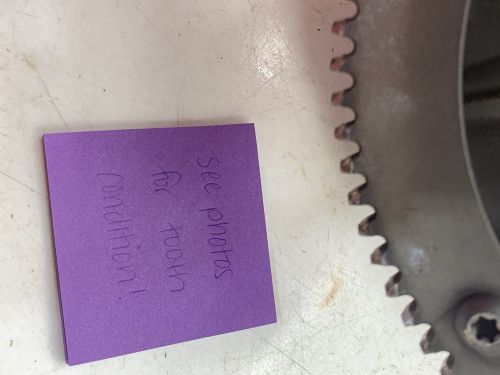 see photos
for tooth
condition!